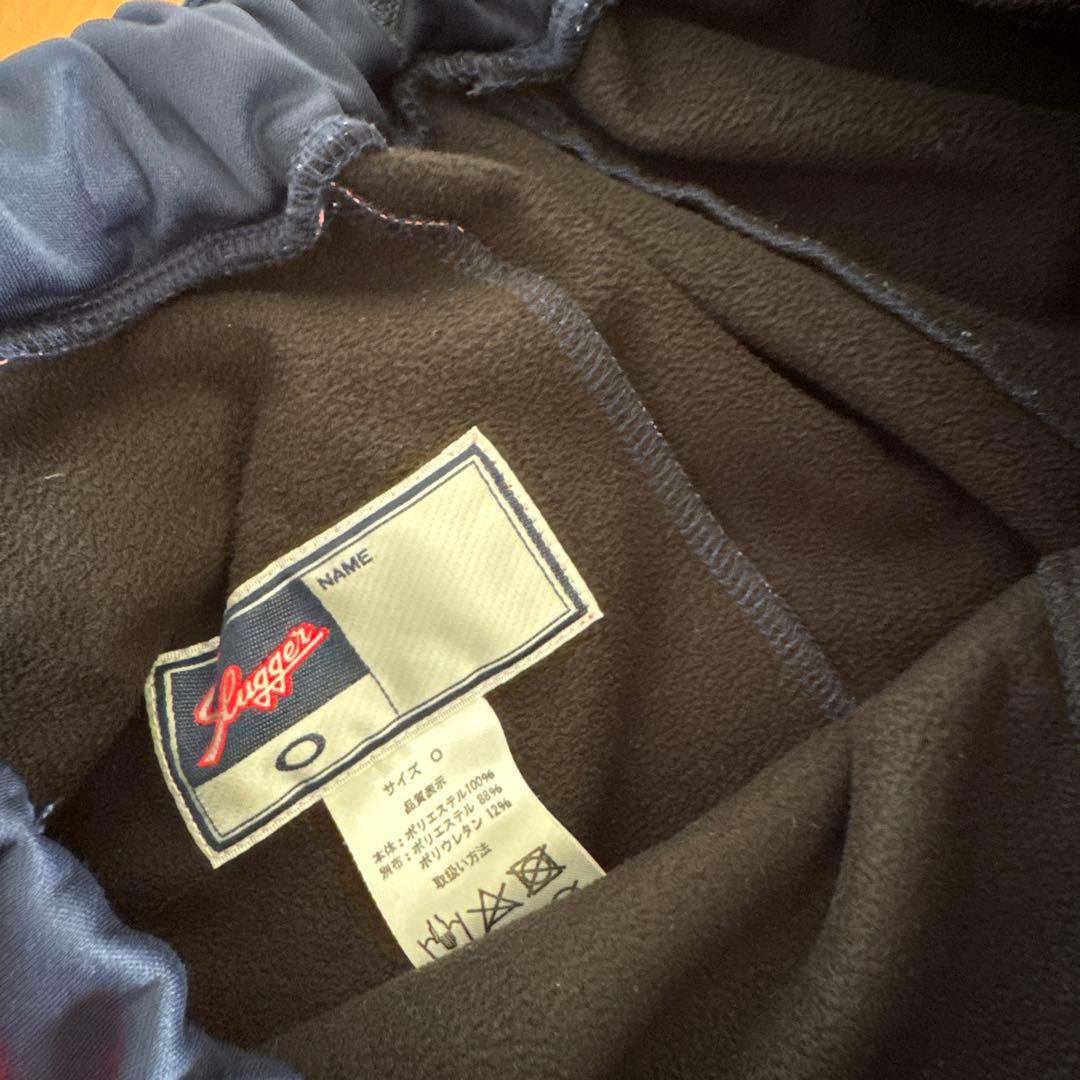 NAME
Slugger
O
サイズ O
品質表示
本体:ポリエステル100%
別布:ポリエステル 88%
ポリウレタン 12%
取扱い方法